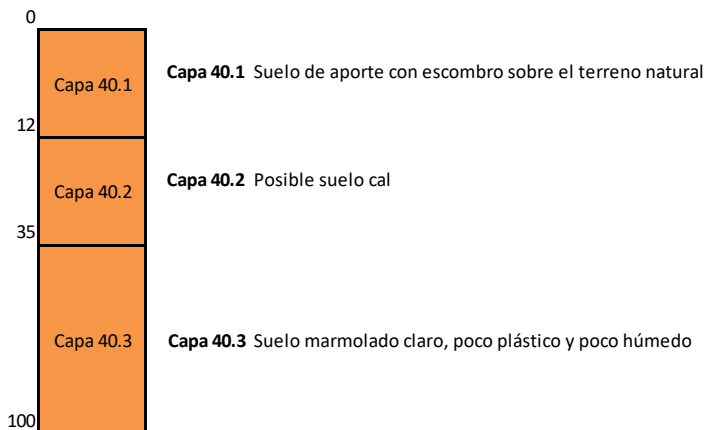 0
Capa 40.1
Capa 40.1 Suelo de aporte con escombro sobre el terreno natural
12
Capa 40.2
Capa 40.2 Posible suelo cal
35
Capa 40.3
Capa 40.3 Suelo marmolado claro, poco plástico y poco húmedo
100